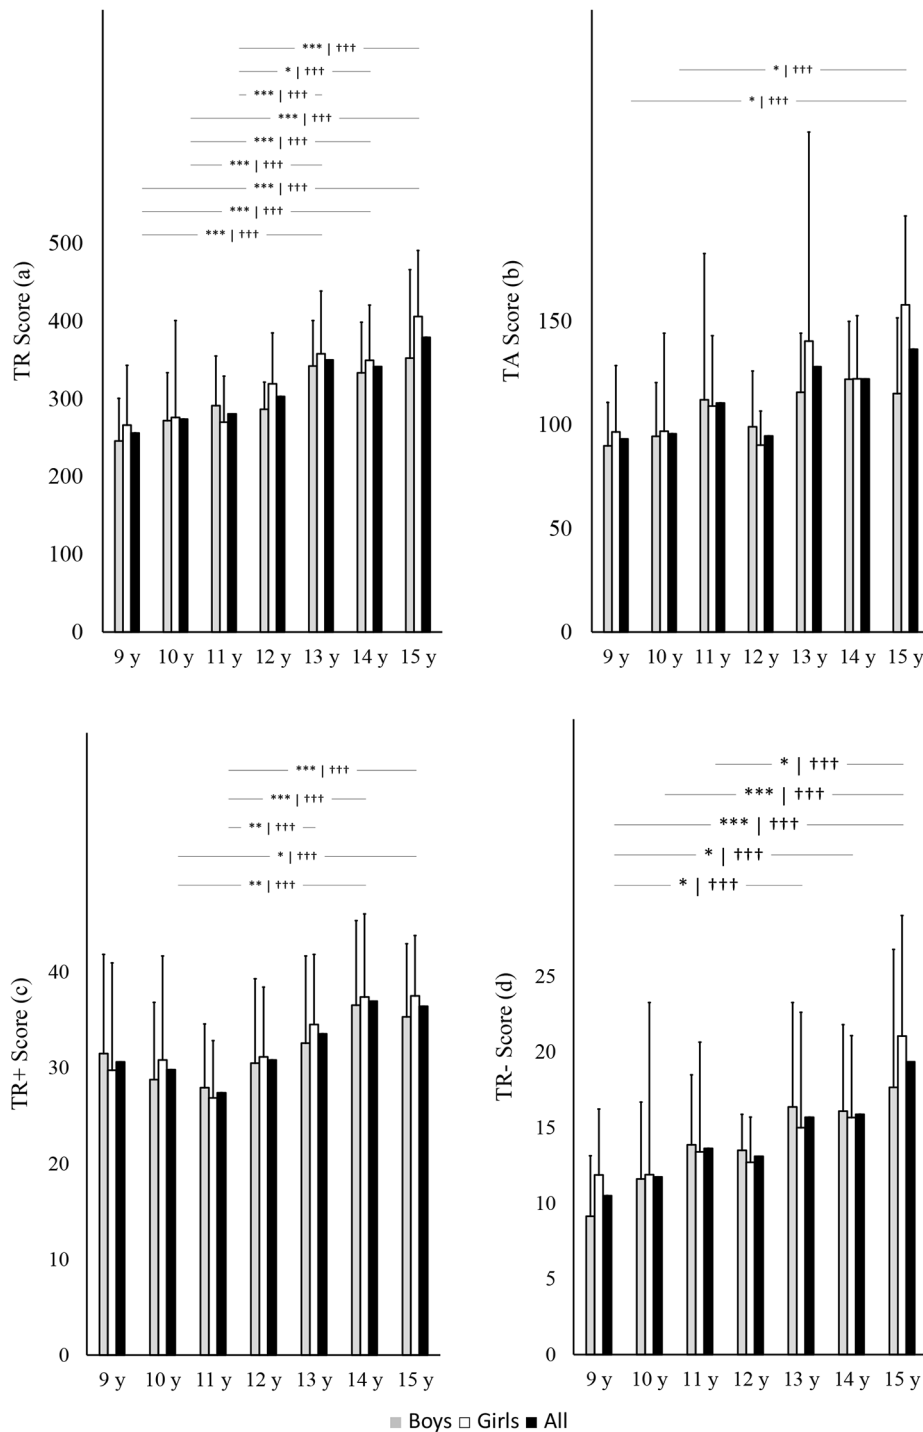 *** | †††
* | †††
*** | †††
*** | †††
*** | †††
*** | †††
*** | †††
*** | †††
*** | †††
TR Score (a)
500
400
300
200
100
0
9 y 10 y 11 y 12 y 13 y 14 y 15 y
* | †††
* | †††
TA Score (b)
150
100
50
0
9 y 10 y 11 y 12 y 13 y 14 y 15 y
*** | †††
*** | †††
** | †††
* | †††
** | †††
TR+ Score (c)
40
30
20
10
0
9 y 10 y 11 y 12 y 13 y 14 y 15 y
* | †††
*** | †††
*** | †††
* | †††
* | †††
TR- Score (d)
25
20
15
10
5
0
9 y 10 y 11 y 12 y 13 y 14 y 15 y
Boys Girls All